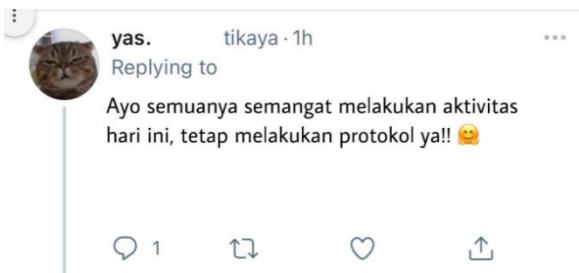 yas. tikaya · 1h
Replying to
Ayo semuanya semangat melakukan aktivitas
hari ini, tetap melakukan protokol ya!! 🤗
1